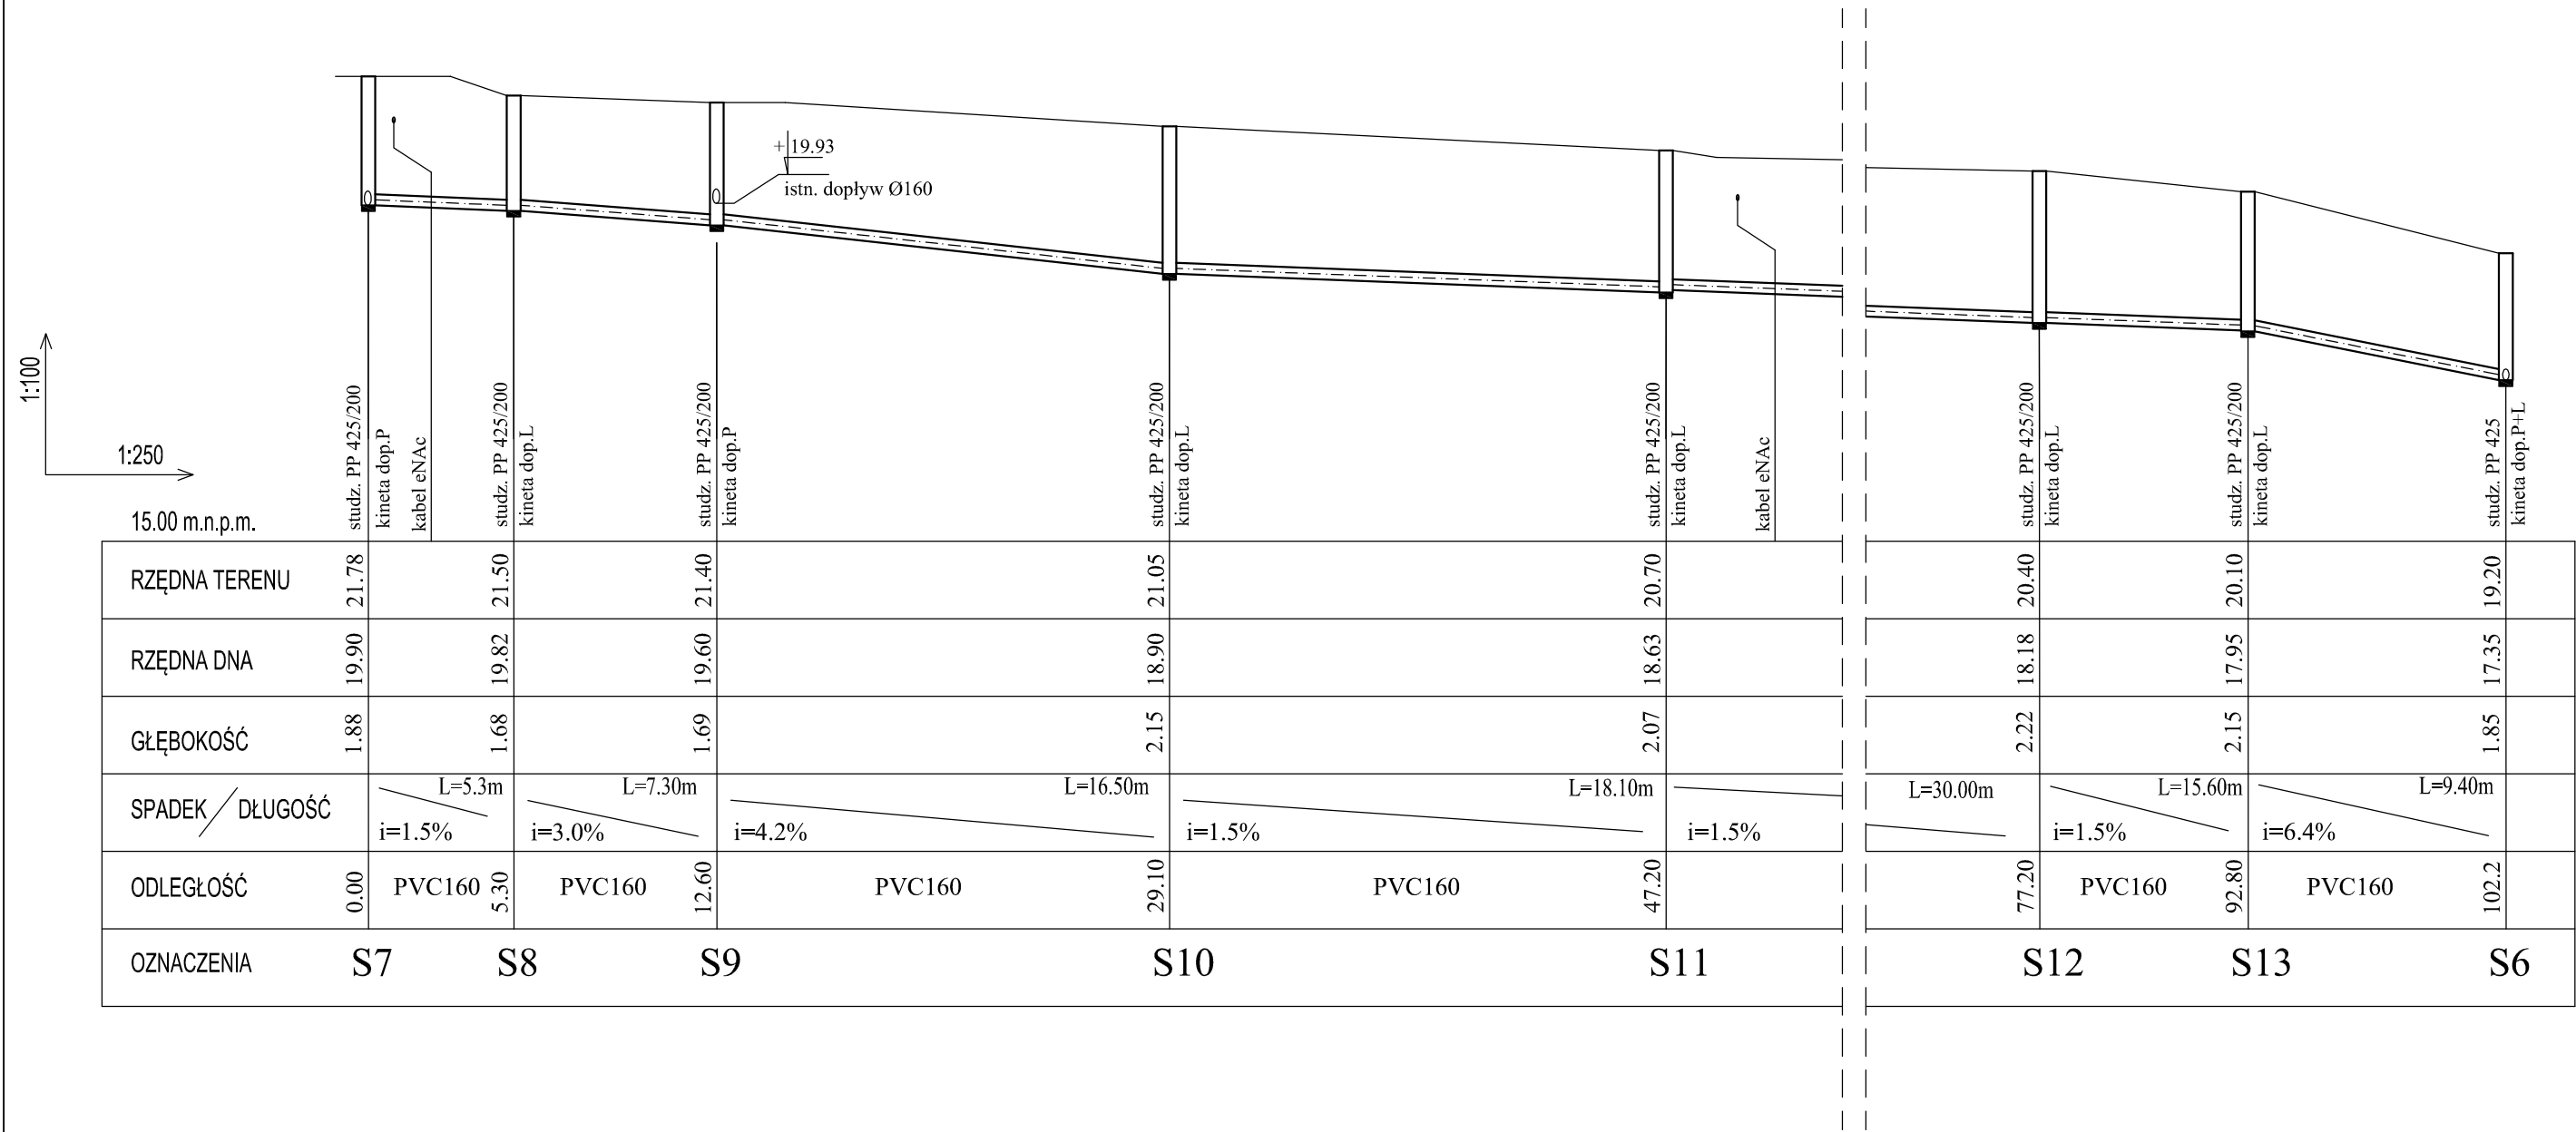 +19.93
istn. dopływ Ø160
1:100
1:250
15.00 m.n.p.m.
studz. PP 425/200
kineta dop.P
kabel eNAc
studz. PP 425/200
kineta dop.L
studz. PP 425/200
kineta dop.P
studz. PP 425/200
kineta dop.L
studz. PP 425/200
kineta dop.L
kabel eNAc
studz. PP 425/200
kineta dop.L
studz. PP 425/200
kineta dop.L
studz. PP 425
kineta dop.P+L
RZĘDNA TERENU 21.78 21.50 21.40 21.05 20.70 20.40 20.10 19.20
RZĘDNA DNA 19.90 19.82 19.60 18.90 18.63 18.18 17.95 17.35
GŁĘBOKOŚĆ 1.88 1.68 1.69 2.15 2.07 2.22 2.15 1.85
SPADEK / DŁUGOŚĆ
L=5.3m L=7.30m L=16.50m L=18.10m L=30.00m L=15.60m L=9.40m
i=1.5% i=3.0% i=4.2% i=1.5% i=1.5% i=1.5% i=6.4%
ODLEGŁOŚĆ 0.00 PVC160 5.30 PVC160 12.60 PVC160 29.10 PVC160 47.20 77.20 PVC160 92.80 PVC160 102.2
OZNACZENIA S7 S8 S9 S10 S11 S12 S13 S6